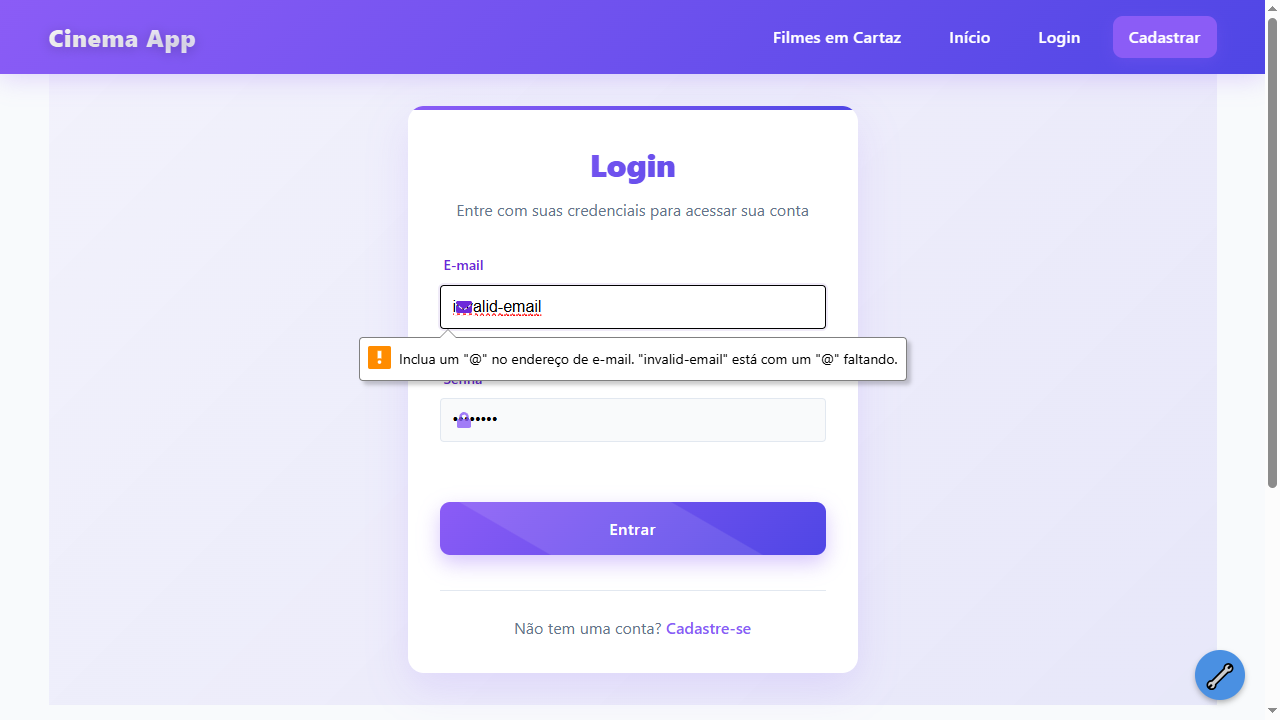 Cinema App
Filmes em Cartaz
Início
Login
Cadastrar
Login
Entre com suas credenciais para acessar sua conta
E-mail
invalid-email
Inclua um "@" no endereço de e-mail. "invalid-email" está com um "@" faltando.
Senha
Entrar
Não tem uma conta? Cadastre-se